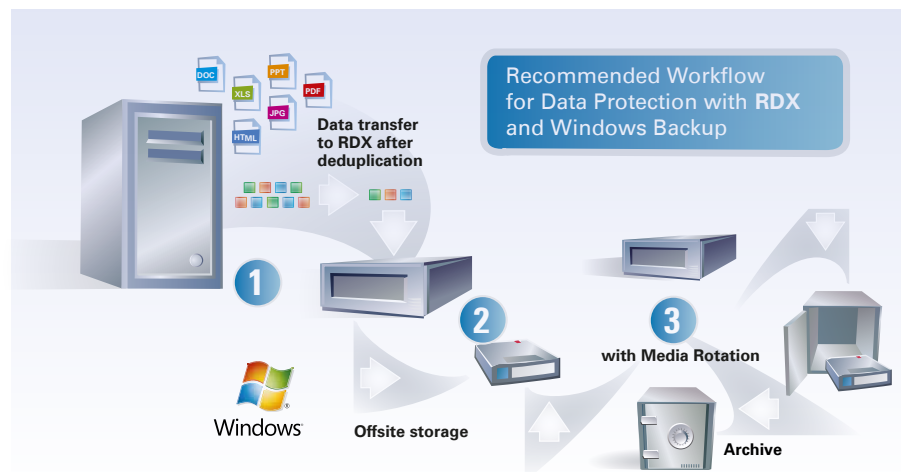 DOC
PPT
XLS
PDF
JPG
HTML
Data transfer
to RDX after
deduplication
Recommended Workflow
for Data Protection with RDX
and Windows Backup
1
2
3
with Media Rotation
Windows
Offsite storage
Archive